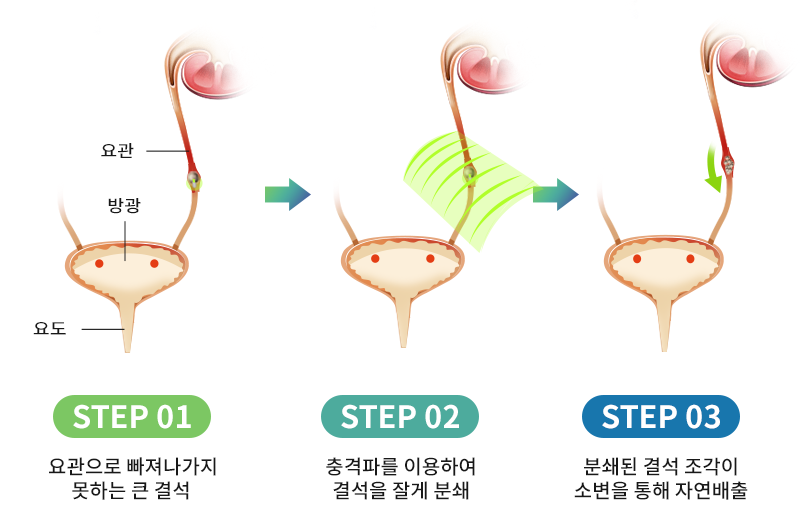 요관
방광
요도
STEP 01
요관으로 빠져나가지
못하는 큰 결석
STEP 02
충격파를 이용하여
결석을 잘게 분쇄
STEP 03
분쇄된 결석 조각이
소변을 통해 자연배출